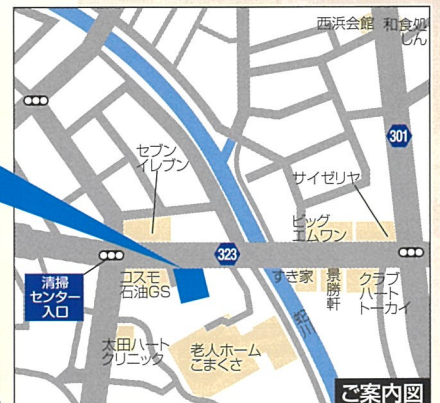 西浜会館
和食処
じん
301
セブン
イレブン
サイゼリヤ
ビッグ
エムワン
323
清掃
センター
入口
コスモ
石油GS
すき家
景勝軒
クラブ
ハート
トーカイ
太田ハート
クリニック
老人ホーム
こまくさ
ご案内図